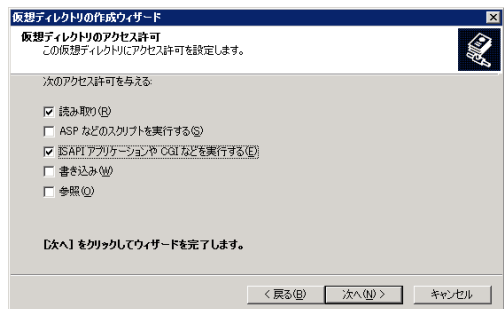 仮想ディレクトリの作成ウィザード
仮想ディレクトリのアクセス許可
この仮想ディレクトリにアクセス許可を設定します。
次のアクセス許可を与える:
読み取り(R)
ASP などのスクリプトを実行する(S)
ISAPI アプリケーションや CGI などを実行する(E)
書き込み(W)
参照(O)
[次へ] をクリックしてウィザードを完了します。
< 戻る(B)
次へ(N) >
キャンセル